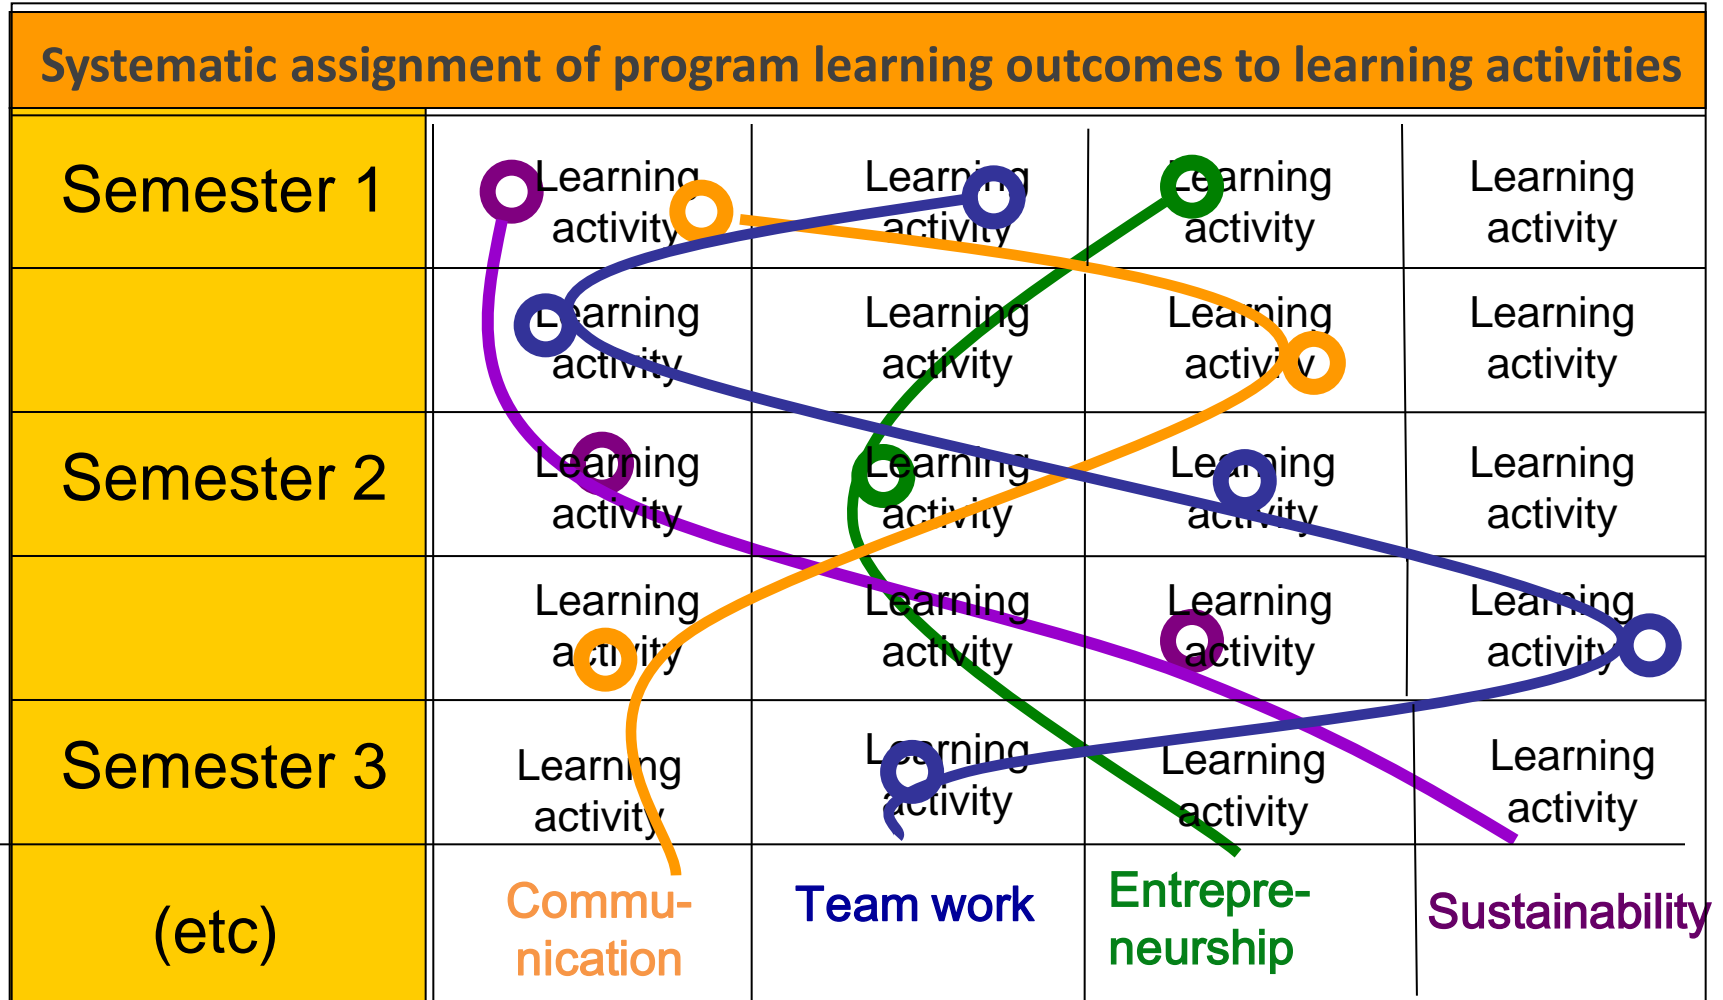 Systematic assignment of program learning outcomes to learning activities
Semester 1
Learning
activity
Learning
activity
Learning
activity
Learning
activity
Learning
activity
Learning
activity
Learning
activity
Learning
activity
Semester 2
Learning
activity
Learning
activity
Learning
activity
Learning
activity
Learning
activity
Learning
activity
Learning
activity
Learning
activity
Semester 3
Learning
activity
Learning
activity
Learning
activity
Learning
activity
(etc)
Commu-
nication
Team work
Entrepre-
neurship
Sustainability